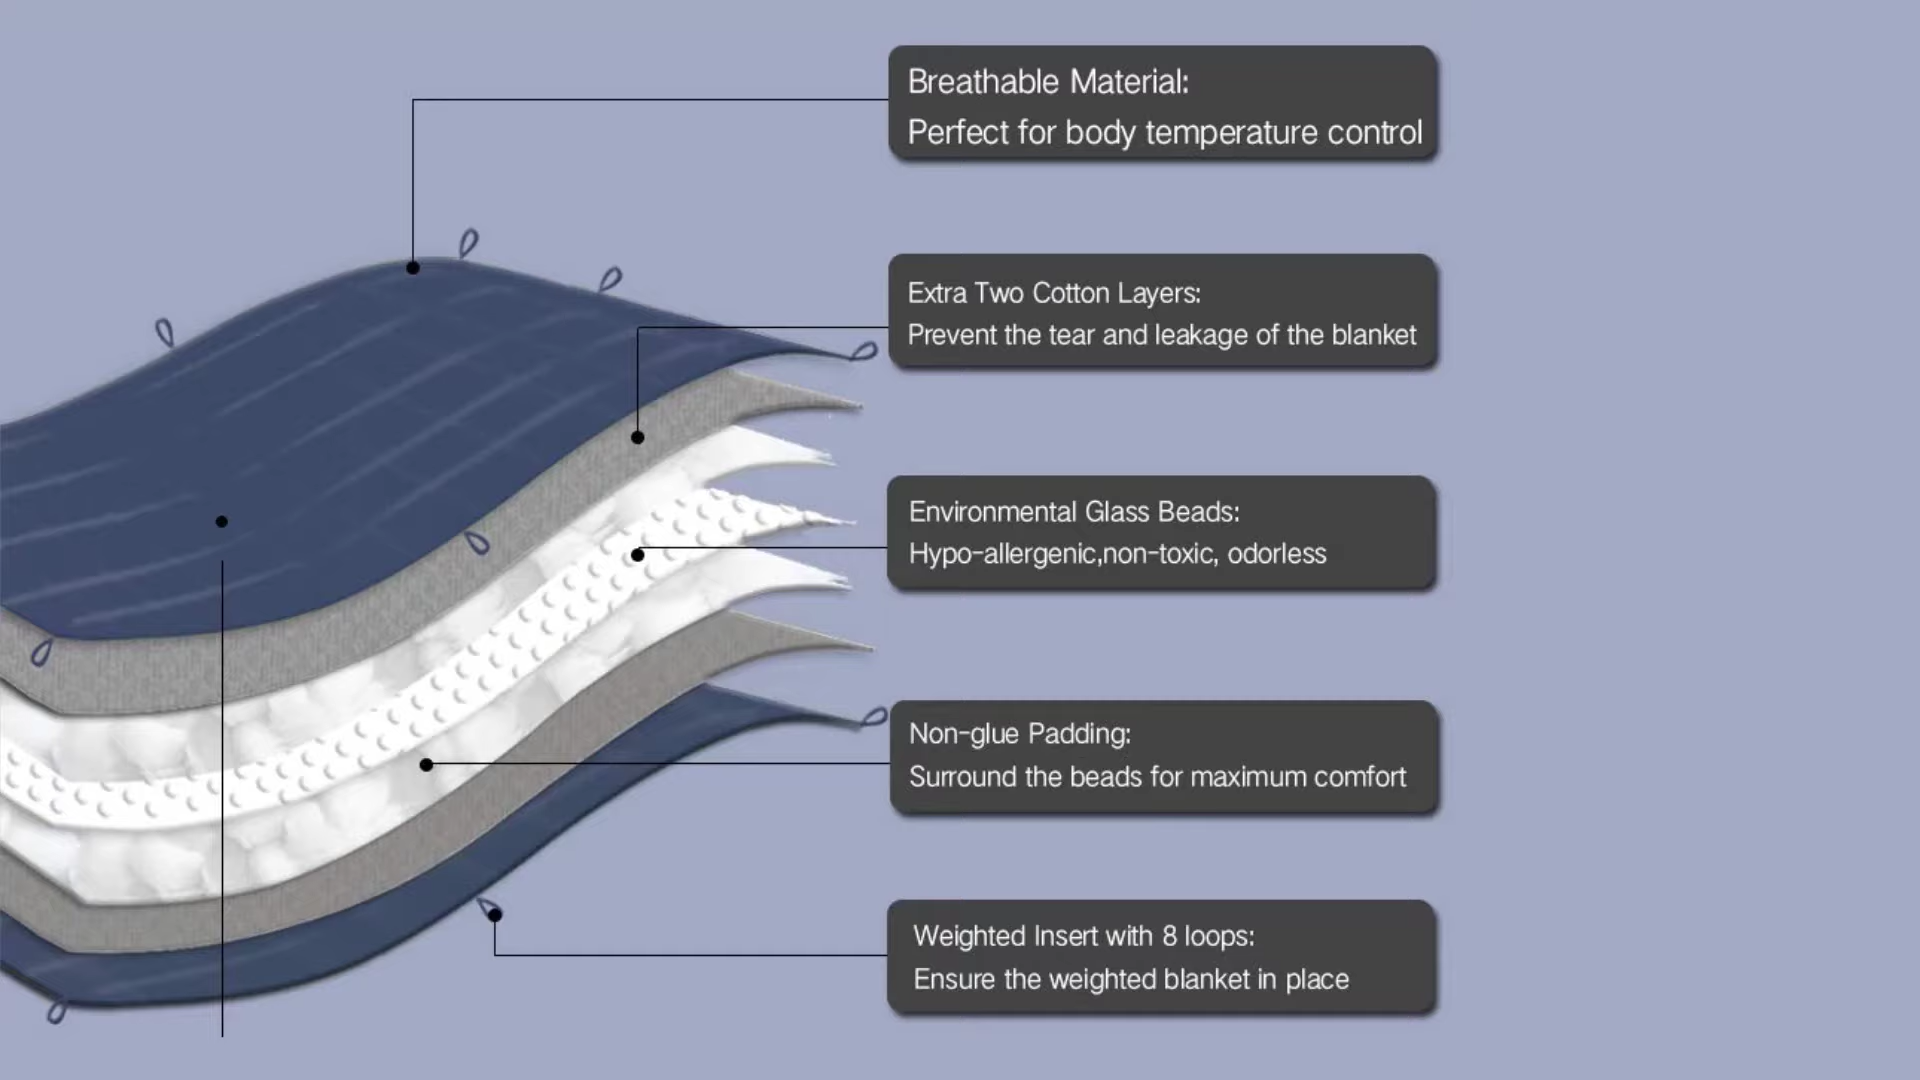 Breathable Material:
Perfect for body temperature control
Extra Two Cotton Layers:
Prevent the tear and leakage of the blanket
Environmental Glass Beads:
Hypo-allergenic,non-toxic, odorless
Non-glue Padding:
Surround the beads for maximum comfort
Weighted Insert with 8 loops:
Ensure the weighted blanket in place